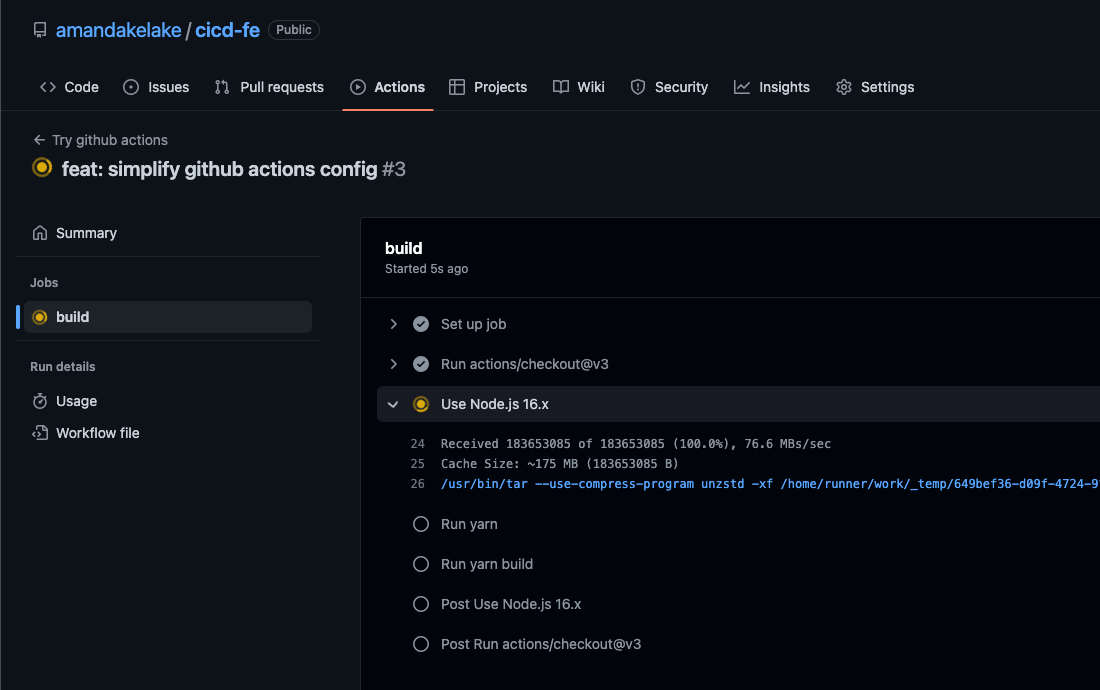 amandakelake / cicd-fe Public
Code Issues Pull requests Actions Projects Wiki Security Insights Settings
Try github actions
feat: simplify github actions config #3
Summary
Jobs
build
Run details
Usage
Workflow file
build
Started 5s ago
Set up job
Run actions/checkout@v3
Use Node.js 16.x
24 Received 183653085 of 183653085 (100.0%), 76.6 MBs/sec
25 Cache Size: ~175 MB (183653085 B)
26 /usr/bin/tar --use-compress-program unzstd -xf /home/runner/work/_temp/649bef36-d09f-4724-9
Run yarn
Run yarn build
Post Use Node.js 16.x
Post Run actions/checkout@v3